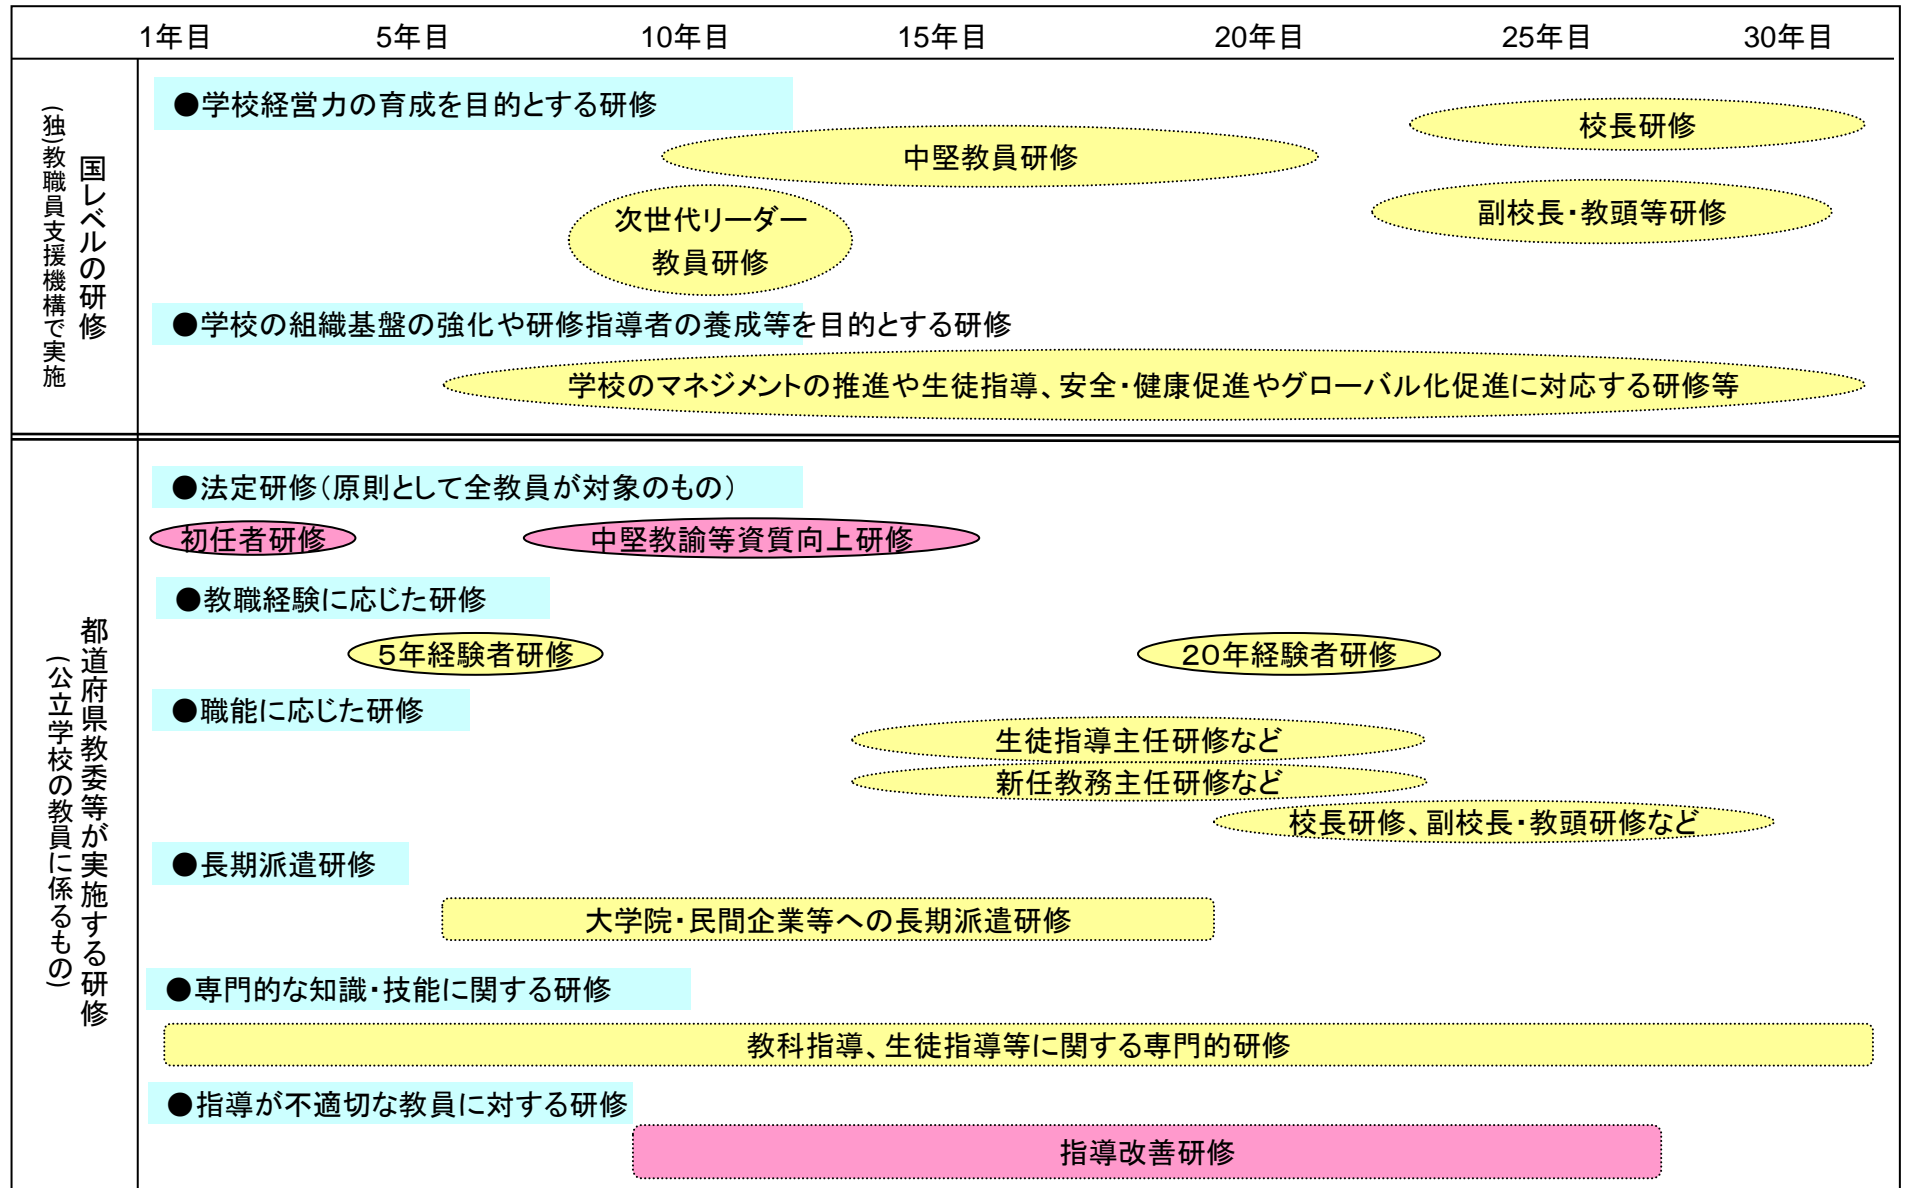 1年目 5年目 10年目 15年目 20年目 25年目 30年目
国レベルの研修
(独)教職員支援機構で実施
●学校経営力の育成を目的とする研修
校長研修
中堅教員研修
次世代リーダー
教員研修
副校長・教頭等研修
●学校の組織基盤の強化や研修指導者の養成等を目的とする研修
学校のマネジメントの推進や生徒指導、安全・健康促進やグローバル化促進に対応する研修等
都道府県教委等が実施する研修
(公立学校の教員に係るもの)
●法定研修(原則として全教員が対象のもの)
初任者研修 中堅教諭等資質向上研修
●教職経験に応じた研修
5年経験者研修 20年経験者研修
●職能に応じた研修
生徒指導主任研修など
新任教務主任研修など
校長研修、副校長・教頭研修など
●長期派遣研修
大学院・民間企業等への長期派遣研修
●専門的な知識・技能に関する研修
教科指導、生徒指導等に関する専門的研修
●指導が不適切な教員に対する研修
指導改善研修